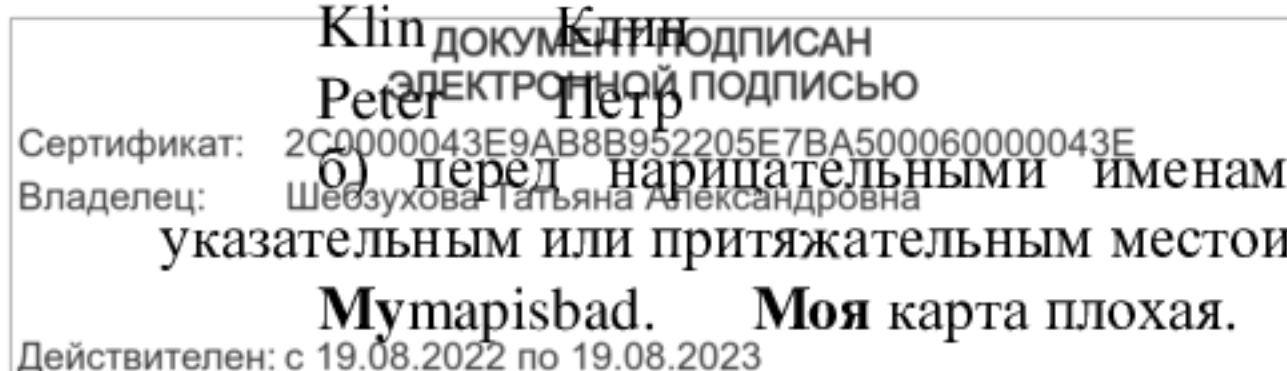 Klin Клин
ДОКУМЕНТ ПОДПИСАН
ЭЛЕКТРОННОЙ ПОДПИСЬЮ
Peter Петр
Сертификат: 2C0000043E9AB8B952205E7BA500060000043E
б) перед нарицательными именам
Владелец: Шебзухова Татьяна Александровна
указательным или притяжательным местои
Mymapisbad. Моя карта плохая.
Действителен: с 19.08.2022 по 19.08.2023